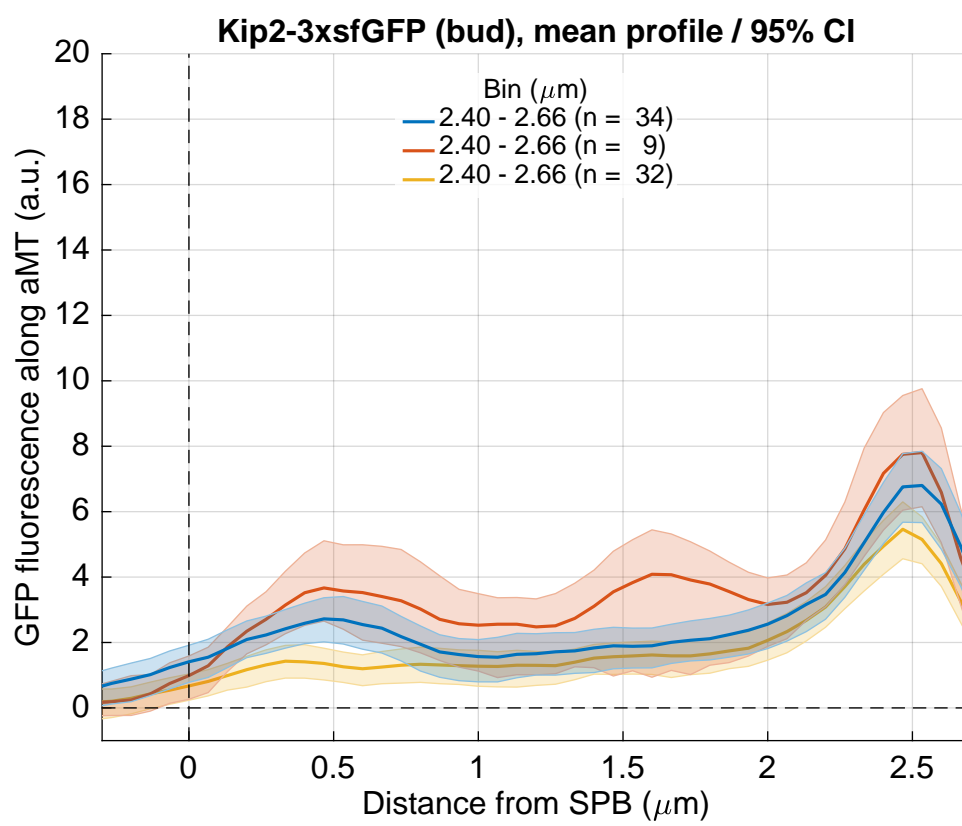 Kip2-3xsfGFP (bud), mean profile / 95% CI
20
18
16
14
12
10
8
6
4
2
0
GFP fluorescence along aMT (a.u.)
Bin (μm)
2.40 - 2.66 (n = 34)
2.40 - 2.66 (n = 9)
2.40 - 2.66 (n = 32)
0 0.5 1 1.5 2 2.5
Distance from SPB (μm)